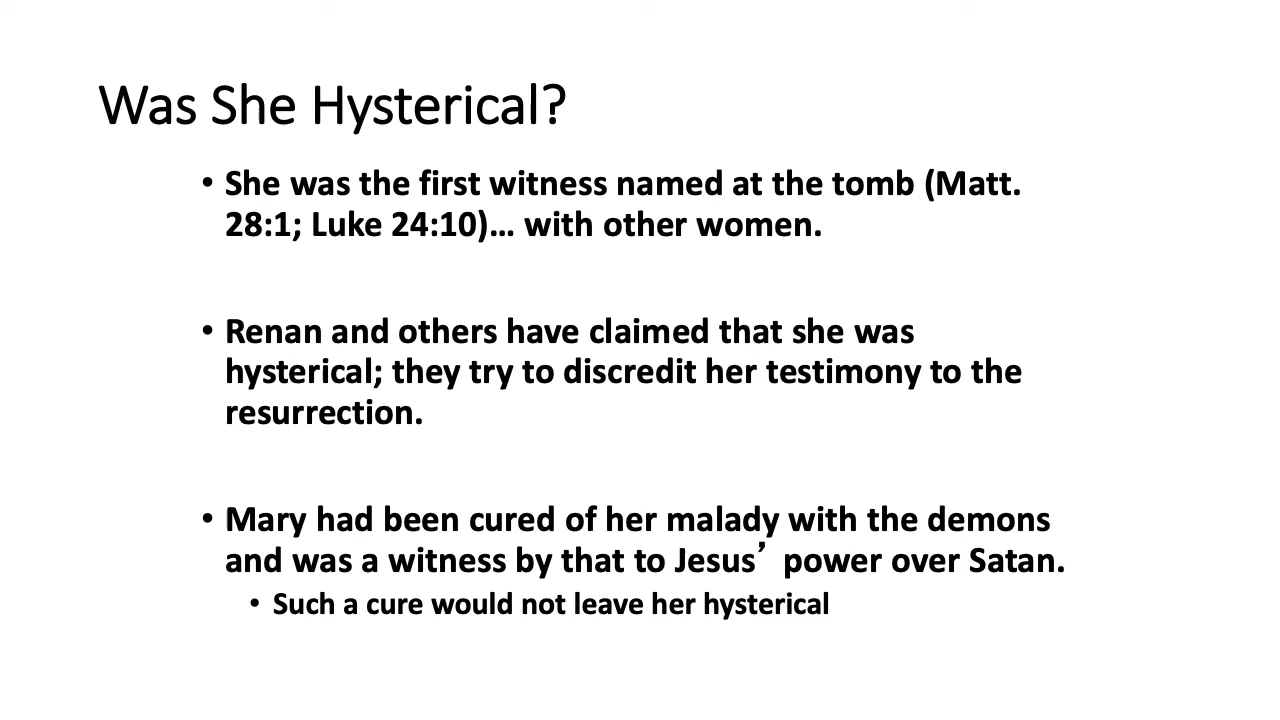 Was She Hysterical?
• She was the first witness named at the tomb (Matt.
28:1; Luke 24:10)... with other women.
• Renan and others have claimed that she was
hysterical; they try to discredit her testimony to the
resurrection.
• Mary had been cured of her malady with the demons
and was a witness by that to Jesus’ power over Satan.
• Such a cure would not leave her hysterical